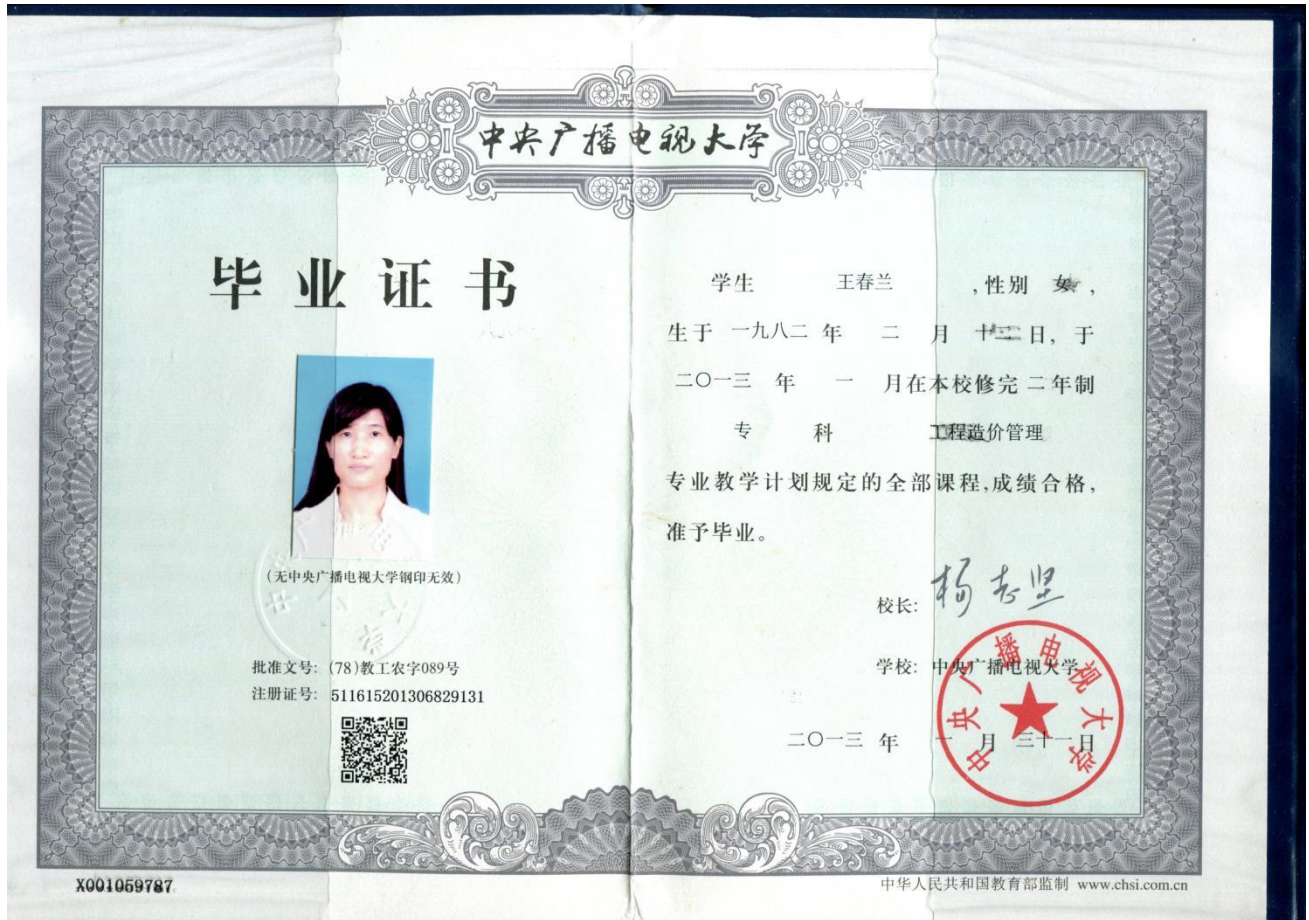 中央广播电视大学
毕业证书
(无中央广播电视大学钢印无效)
批准文号: (78)教工农字089号
注册证号: 511615201306829131
X001059787
学生 王春兰 ,性别 女,
生于 一九八二 年 二 月 日, 于
二〇一三 年 一 月在本校修完 二年制
专 科 工程造价管理
专业教学计划规定的全部课程,成绩合格,
准予毕业。
校长: 杨志坚
学校: 中央广播电视大学
二〇一三 年 一 月 三十一日
中央广播电视大学
中华人民共和国教育部监制 www.chsi.com.cn